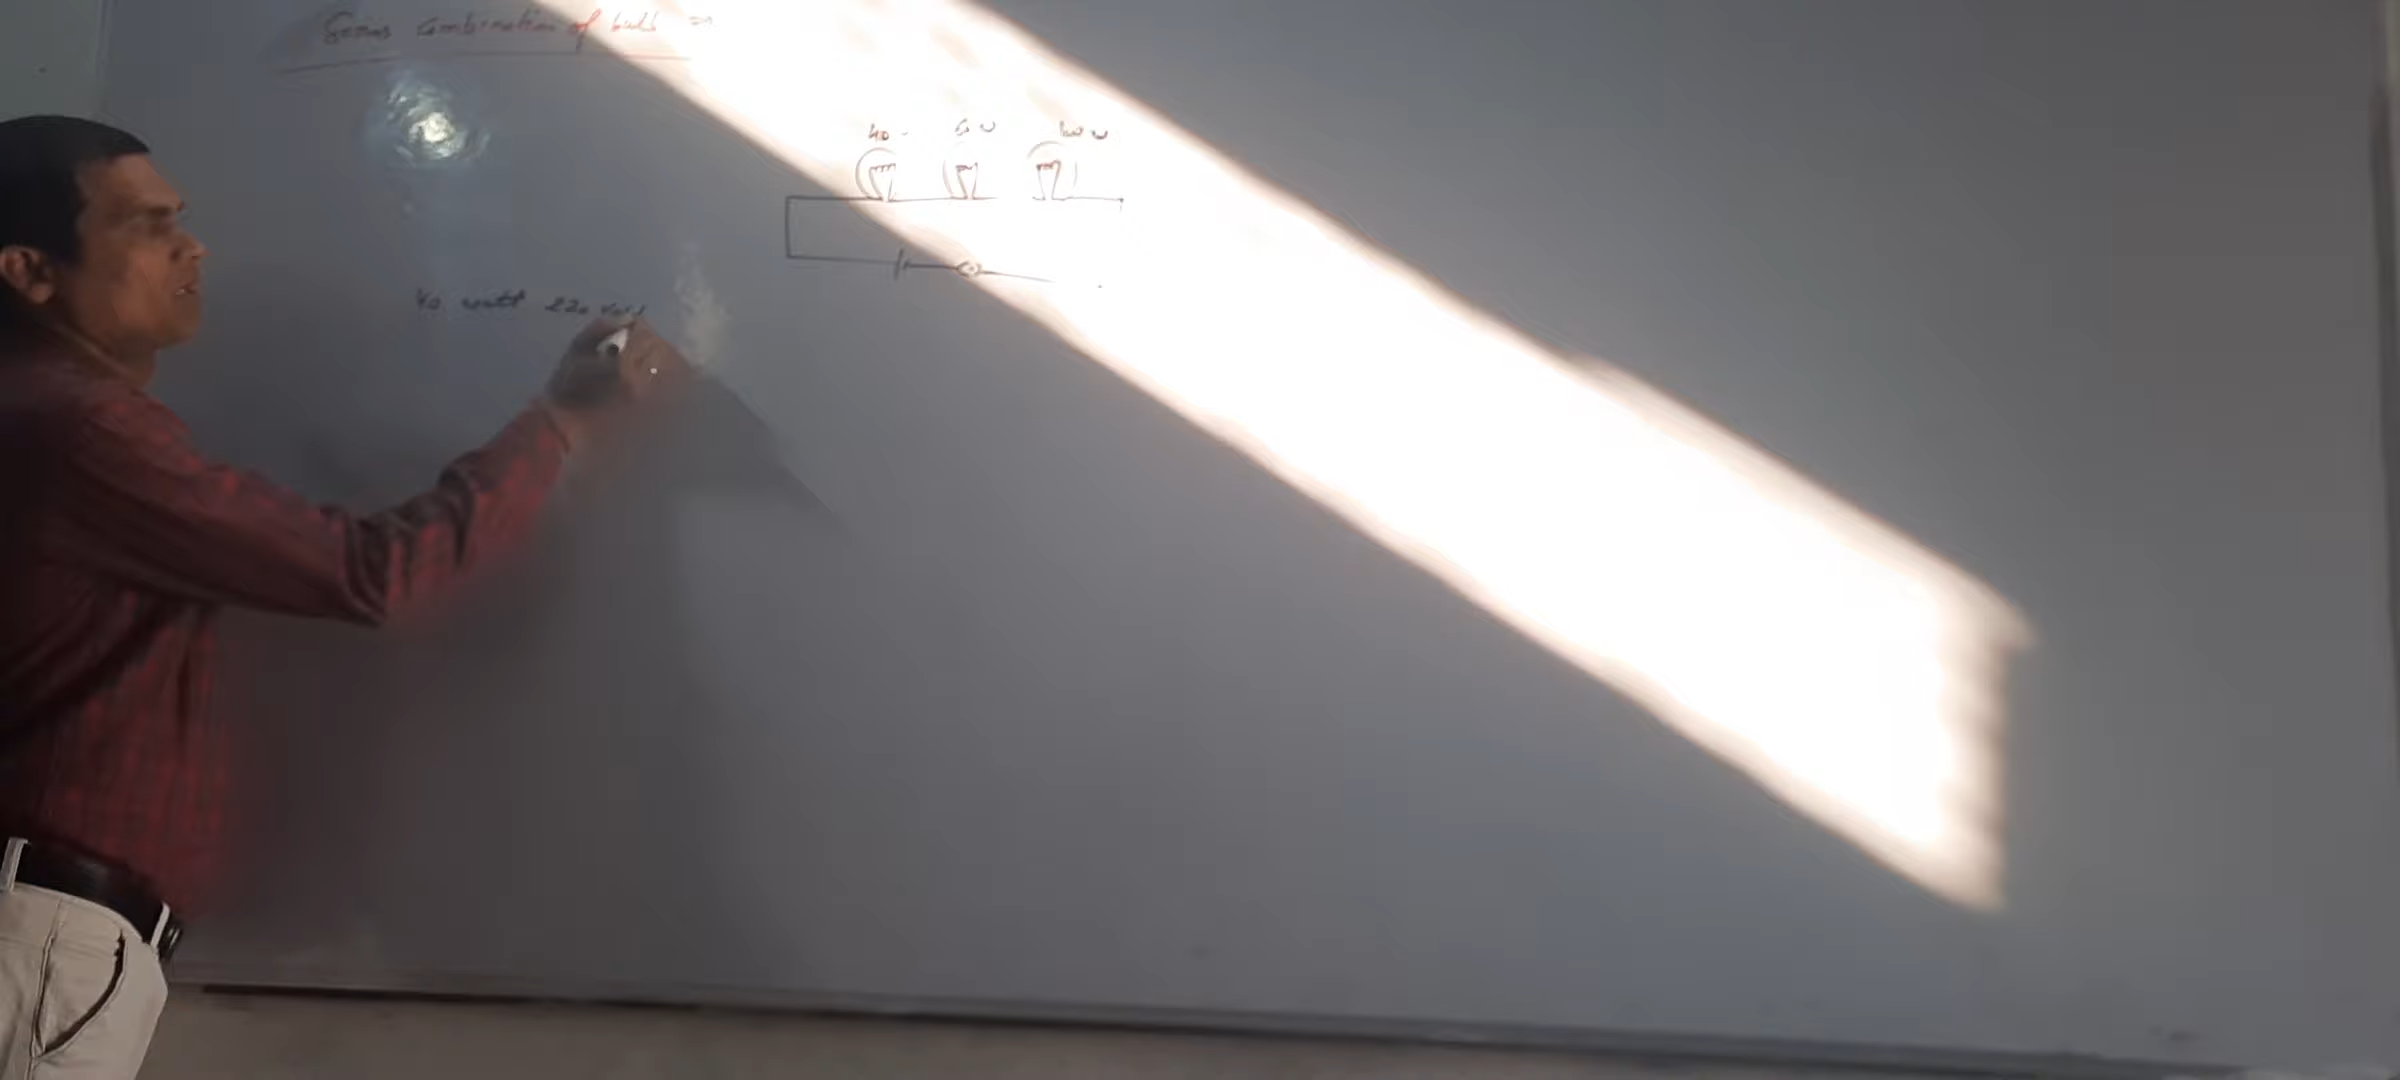 Series combination of bulb ⇒
40 60 W 100 W
40 watt 220 Volt